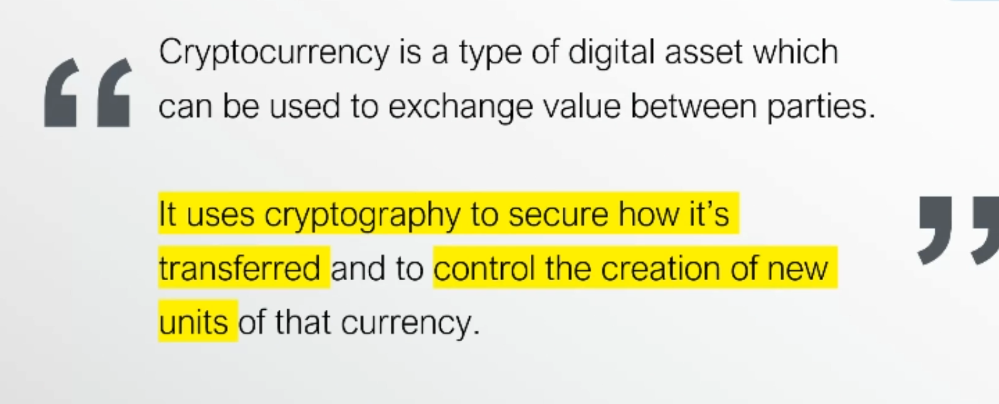 “ Cryptocurrency is a type of digital asset which
can be used to exchange value between parties.
It uses cryptography to secure how it’s
transferred and to control the creation of new
units of that currency. ”